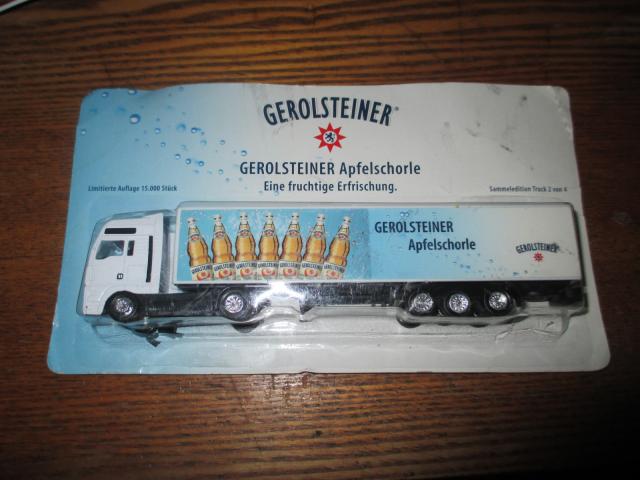 GEROLSTEINER®
GEROLSTEINER Apfelschorle
Eine fruchtige Erfrischung.
Limitierte Auflage 15.000 Stück
Sammeledition Truck 2 von 4
GEROLSTEINER
Apfelschorle
GEROLSTEINER